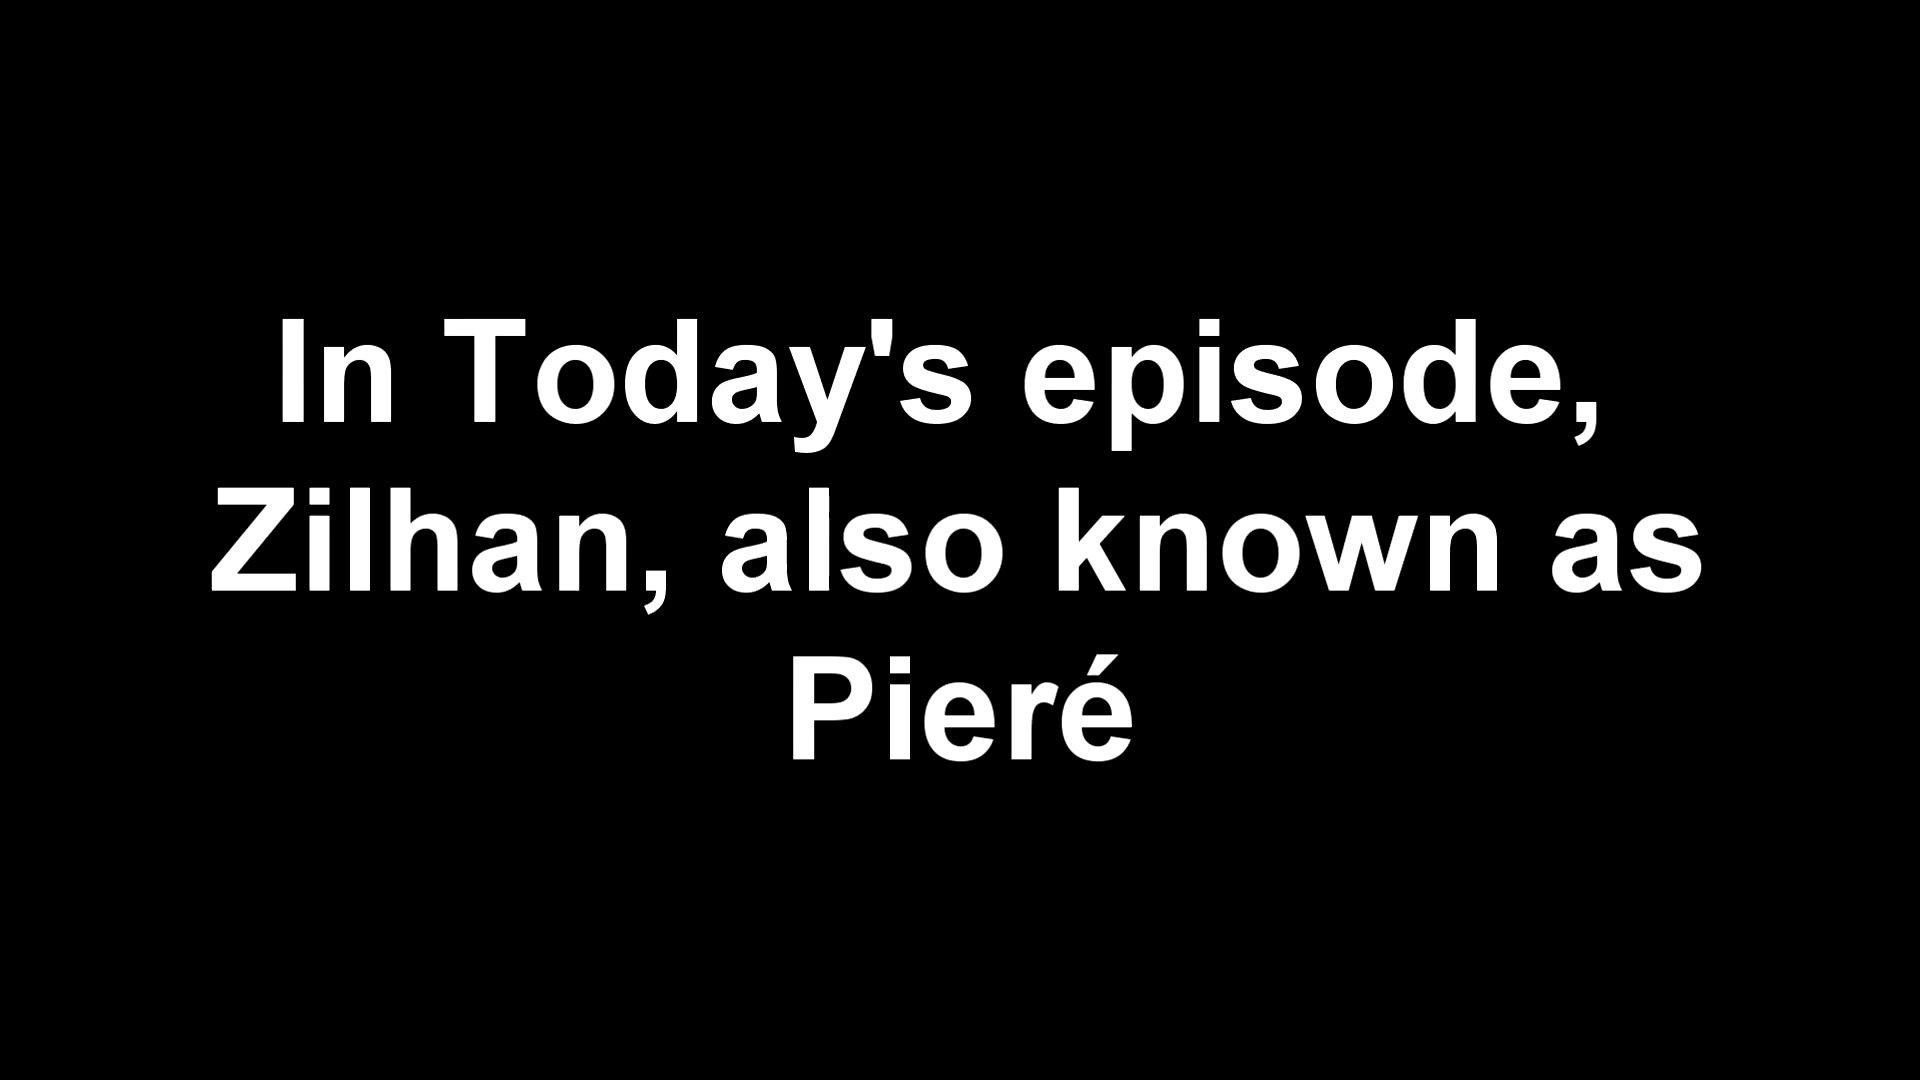 In Today's episode,
Zilhan, also known as
Pieré